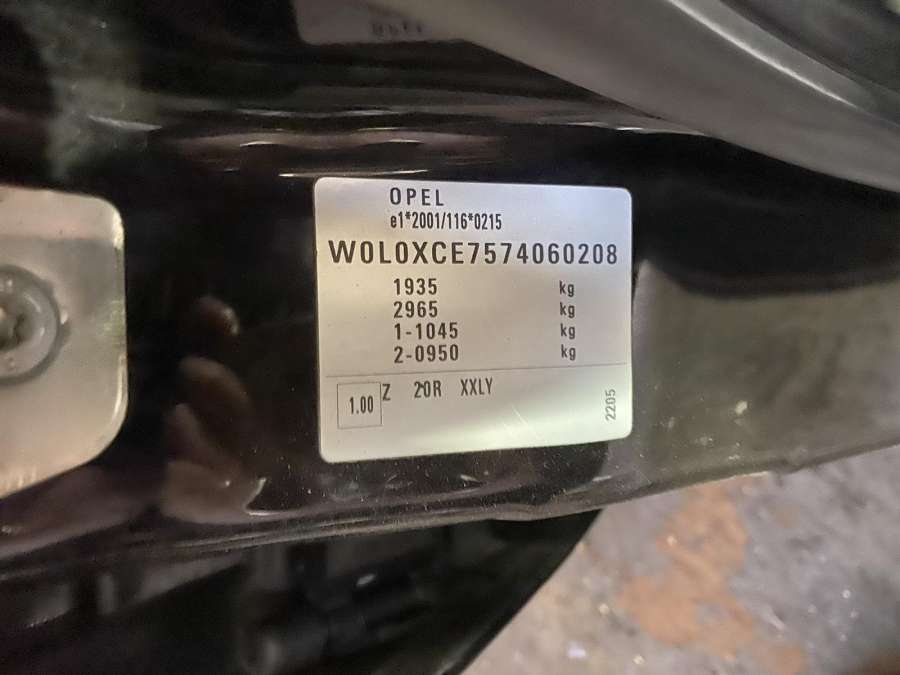 OPEL
e1*2001/116*0215
W0L0XCE7574060208
1935 kg
2965 kg
1-1045 kg
2-0950 kg
1.00 Z 20R XXLY
2205